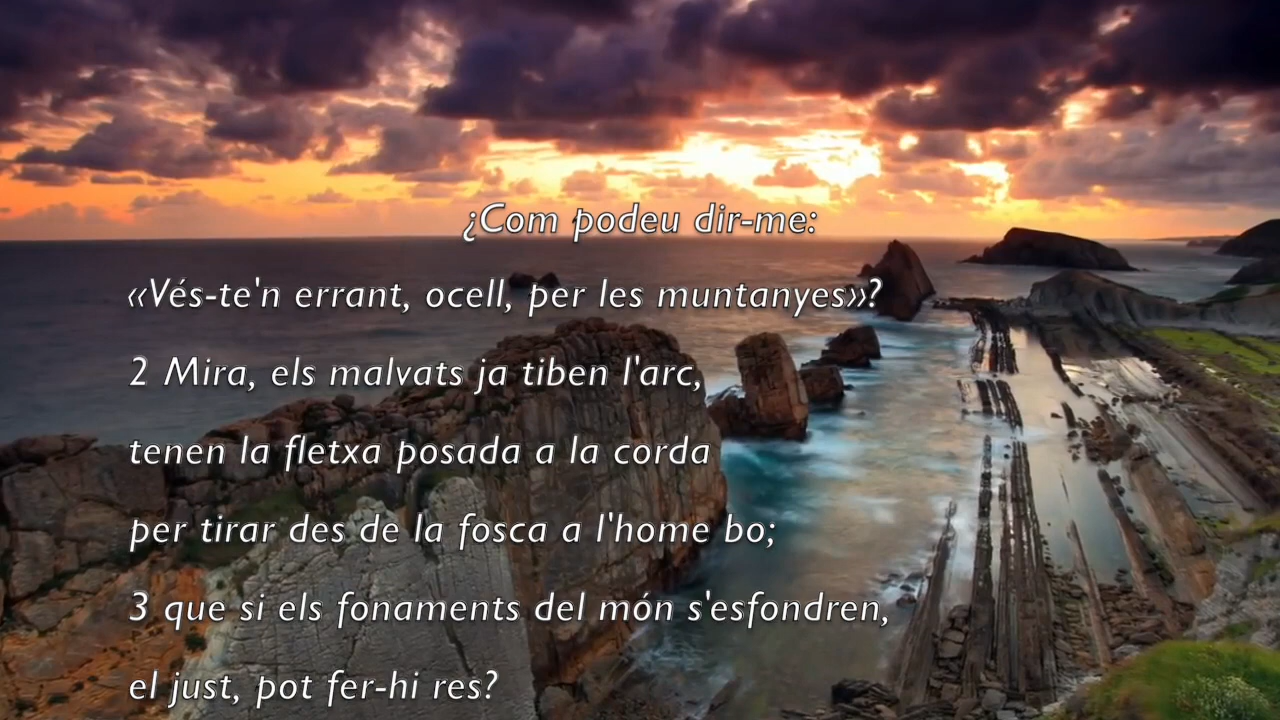 ¿Com podeu dir-me:
«Vés-te'n errant, ocell, per les muntanyes»?
2 Mira, els malvats ja tiben l'arc,
tenen la fletxa posada a la corda
per tirar des de la fosca a l'home bo;
3 que si els fonaments del món s'esfondren,
el just, pot fer-hi res?